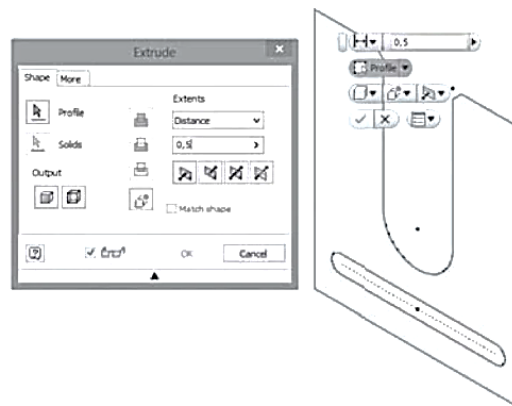 Extrude
Shape More
Profile
Solids
Output
Extents
Distance
0,5
Match shape
OK Cancel
0,5
Profile